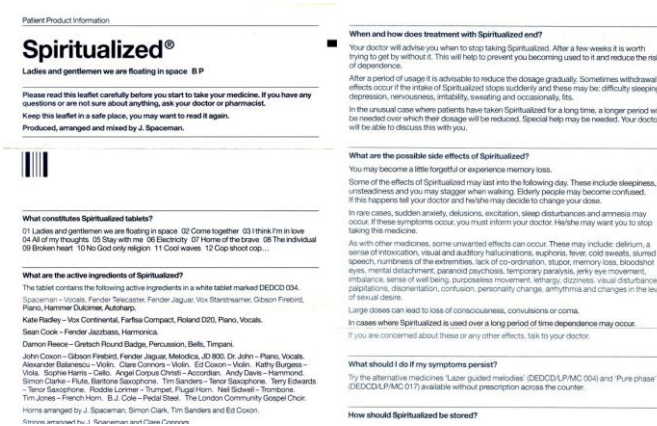 Patient Product Information
Spiritualized®
Ladies and gentlemen we are floating in space B P
Please read this leaflet carefully before you start to take your medicine. If you have any
questions or are not sure about anything, ask your doctor or pharmacist.
Keep this leaflet in a safe place, you may want to read it again.
Produced, arranged and mixed by J. Spaceman.
What constitutes Spiritualized tablets?
01 Ladies and gentlemen we are floating in space 02 Come together 03 I think I'm in love
04 All of my thoughts 05 Stay with me 06 Electricity 07 Home of the brave 08 The individual
09 Broken heart 10 No God only religion 11 Cool waves 12 Cop shoot cop...
What are the active ingredients of Spiritualized?
The tablet contains the following active ingredients in a white tablet marked DEDCD 034.
Spaceman – Vocals, Fender Telecaster, Fender Jaguar, Vox Starstreamer, Gibson Firebird,
Piano, Hammer Dulcimer, Autoharp.
Kate Radley – Vox Continental, Farfisa Compact, Roland D20, Piano, Vocals.
Sean Cook – Fender Jazzbass, Harmonica.
Damon Reece – Gretsch Round Badge, Percussion, Bells, Timpani.
John Coxon – Gibson Firebird, Fender Jaguar, Melodica, JD 800. Dr. John – Piano, Vocals.
Alexander Balanescu – Violin. Clare Connors – Violin. Ed Coxon – Violin. Kathy Burgess –
Viola. Sophie Harris – Cello. Angel Corpus Christi – Accordian. Andy Davis – Hammond.
Simon Clarke – Flute, Baritone Saxophone. Tim Sanders – Tenor Saxophone. Terry Edwards
– Tenor Saxophone. Roddie Lorimer – Trumpet, Flugal Horn. Neil Sidwell – Trombone.
Tim Jones – French Horn. B.J. Cole – Pedal Steel. The London Community Gospel Choir.
Horns arranged by J. Spaceman, Simon Clark, Tim Sanders and Ed Coxon.
Strings arranged by J. Spaceman and Clare Connors.
When and how does treatment with Spiritualized end?
Your doctor will advise you when to stop taking Spiritualized. After a few weeks it is worth
trying to get by without it. This will help to prevent you becoming used to it and reduce the ris
of dependence.
After a period of usage it is advisable to reduce the dosage gradually. Sometimes withdrawal
effects occur if the intake of Spiritualized stops suddenly and these may be: difficulty sleeping
depression, nervousness, irritability, sweating and occasionally, fits.
In the unusual case where patients have taken Spiritualized for a long time, a longer period wi
be needed over which their dosage will be reduced. Special help may be needed. Your docto
will be able to discuss this with you.
What are the possible side effects of Spiritualized?
You may become a little forgetful or experience memory loss.
Some of the effects of Spiritualized may last into the following day. These include sleepiness,
unsteadiness and you may stagger when walking. Elderly people may become confused.
If this happens tell your doctor and he/she may decide to change your dose.
In rare cases, sudden anxiety, delusions, excitation, sleep disturbances and amnesia may
occur. If these symptoms occur, you must inform your doctor. He/she may want you to stop
taking this medicine.
As with other medicines, some unwanted effects can occur. These may include: delirium, a
sense of intoxication, visual and auditory hallucinations, euphoria, fever, cold sweats, slurred
speech, numbness of the extremities, lack of co-ordination, stupor, memory loss, bloodshot
eyes, mental detachment, paranoid psychosis, temporary paralysis, jerky eye movement,
imbalance, sense of well being, purposeless movement, lethargy, dizziness, visual disturbance
palpitations, disorientation, confusion, personality change, arrhythmia and changes in the lev
of sexual desire.
Large doses can lead to loss of consciousness, convulsions or coma.
In cases where Spiritualized is used over a long period of time dependence may occur.
If you are concerned about these or any other effects, talk to your doctor.
What should I do if my symptoms persist?
Try the alternative medicines 'Lazer guided melodies' (DEDCD/LP/MC 004) and 'Pure phase'
(DEDCD/LP/MC 017) available without prescription across the counter.
How should Spiritualized be stored?